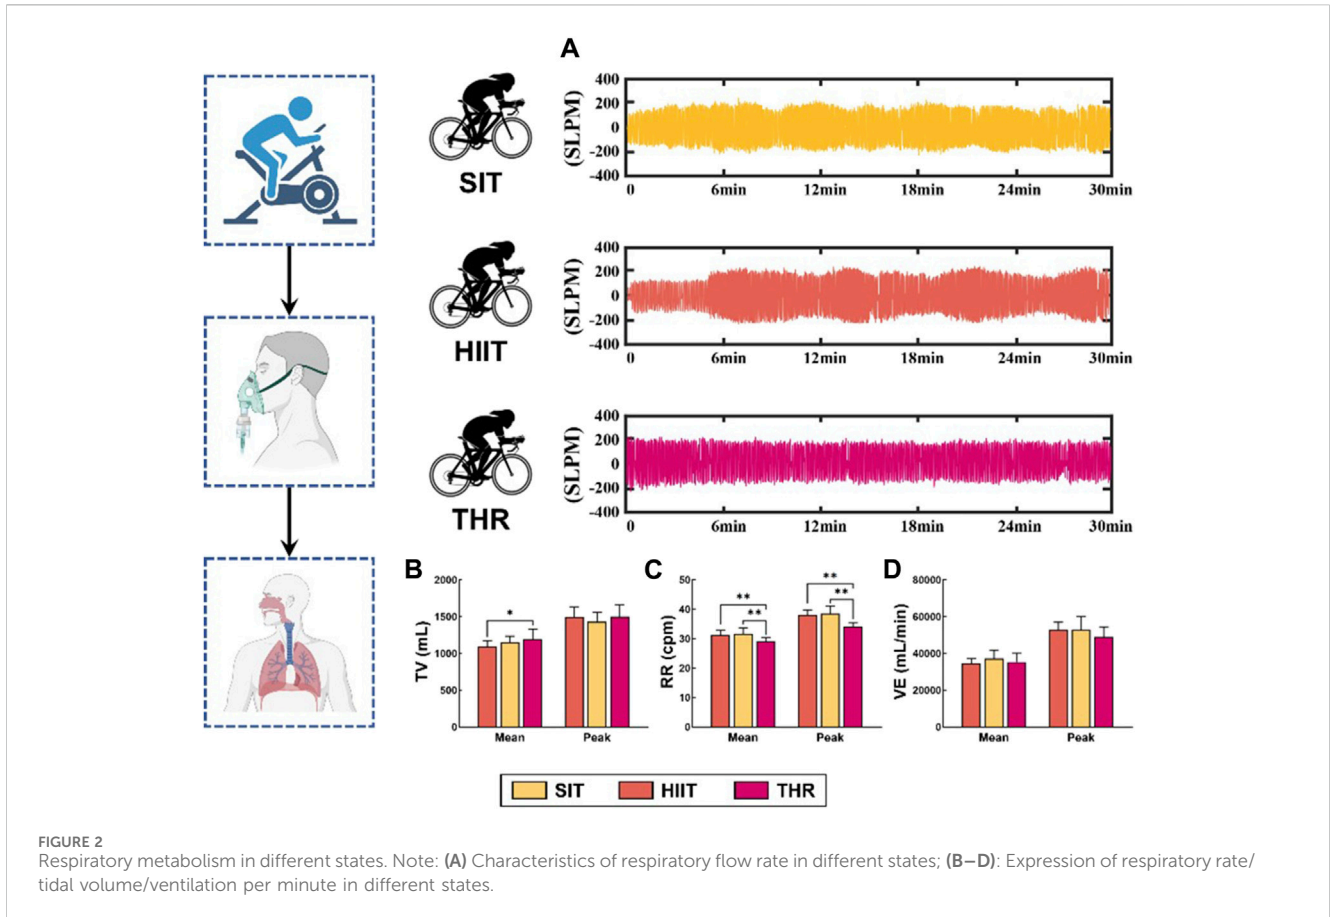 A
400
200
0
-200
-400
(SLPM)
0 6min 12min 18min 24min 30min
SIT
400
200
0
-200
-400
(SLPM)
0 6min 12min 18min 24min 30min
HIIT
400
200
0
-200
-400
(SLPM)
0 6min 12min 18min 24min 30min
THR
B
2000
1500
1000
500
0
TV (mL)
*
Mean Peak
C
50
40
30
20
10
0
RR (cpm)
**
**
**
**
Mean Peak
D
80000
60000
40000
20000
0
VE (mL/min)
Mean Peak
SIT HIIT THR
FIGURE 2
Respiratory metabolism in different states. Note: (A) Characteristics of respiratory flow rate in different states; (B–D): Expression of respiratory rate/
tidal volume/ventilation per minute in different states.